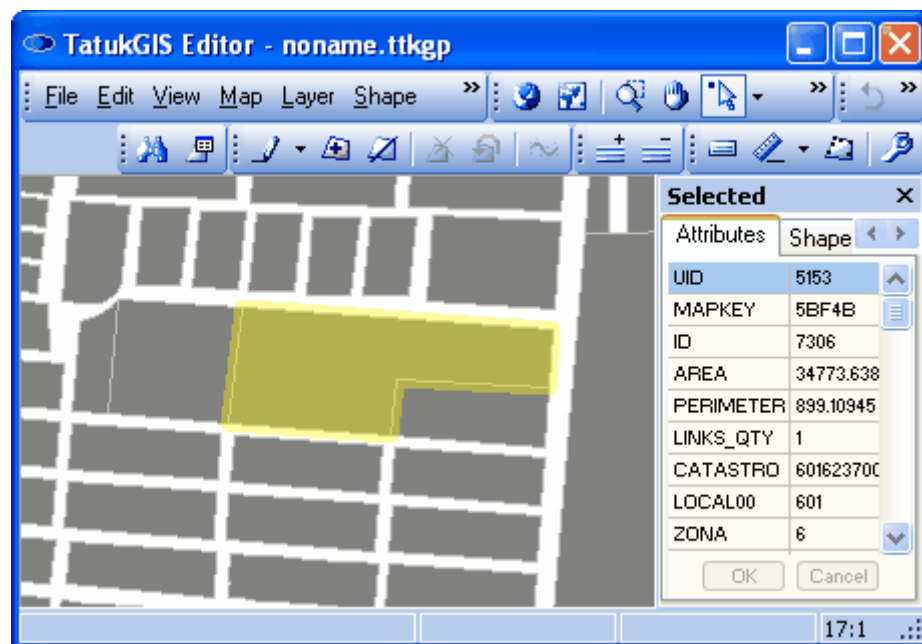 TatukGIS Editor - noname.ttkgp
File Edit View Map Layer Shape
Selected
Attributes Shape
UID 5153
MAPKEY 5BF4B
ID 7306
AREA 34773.638
PERIMETER 899.10945
LINKS_QTY 1
CATASTRO 601623700
LOCAL00 601
ZONA 6
OK Cancel
17:1